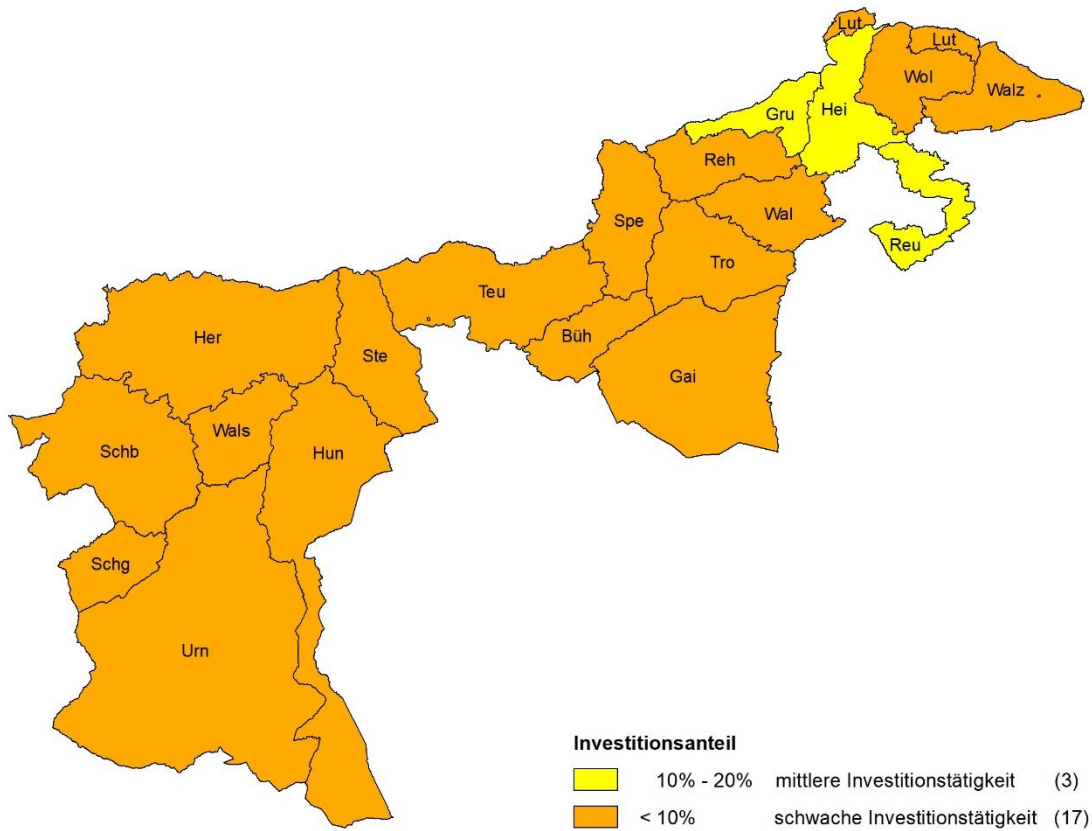 Lut
Lut
Wol
Walz
Gru
Hei
Reh
Wal
Spe
Reu
Tro
Teu
Her
Büh
Ste
Gai
Wals
Schb
Hun
Schg
Urn
Investitionsanteil
10% - 20% mittlere Investitionstätigkeit (3)
< 10% schwache Investitionstätigkeit (17)